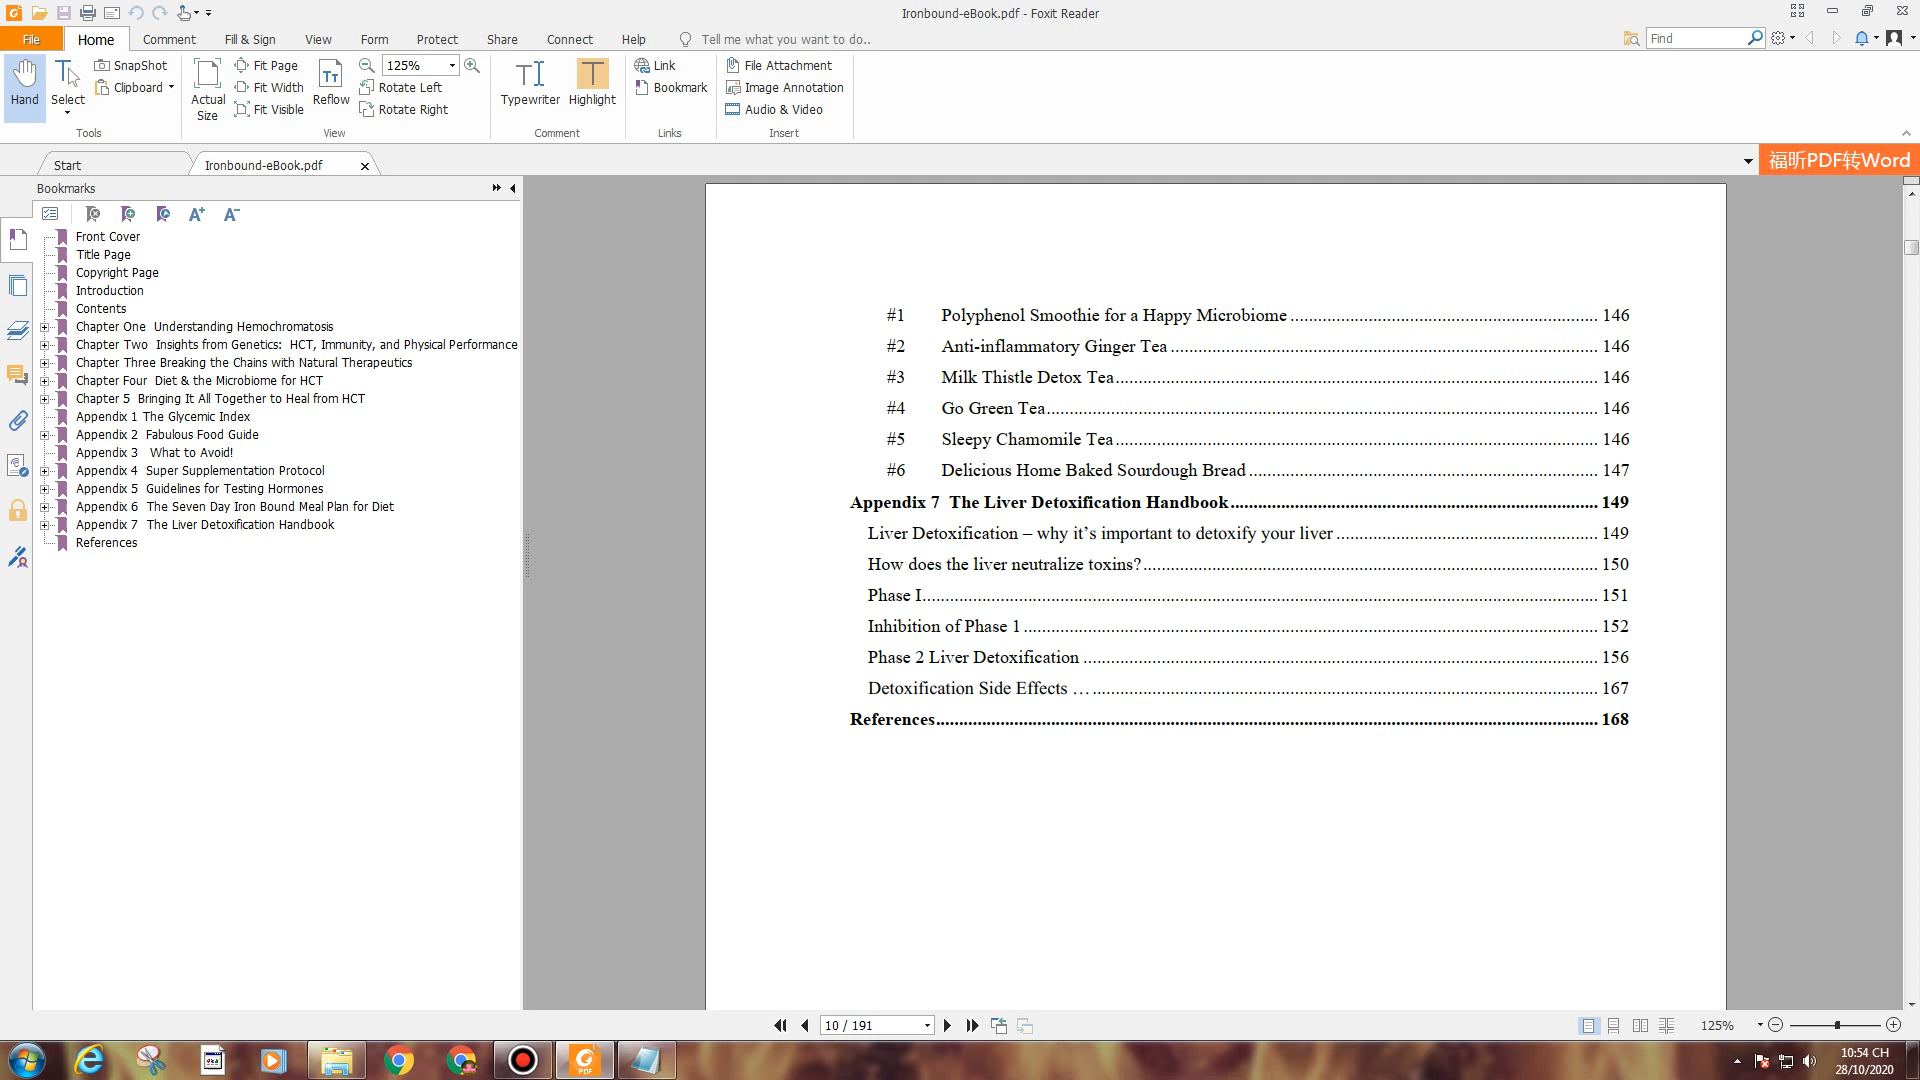 Ironbound-eBook.pdf - Foxit Reader
File Home Comment Fill & Sign View Form Protect Share Connect Help Tell me what you want to do.. Find
Hand
Select
SnapShot
Clipboard
Tools
Actual Size
Fit Page
Fit Width
Fit Visible
Reflow
125%
Rotate Left
Rotate Right
View
Typewriter
Highlight
Comment
Link
Bookmark
Links
File Attachment
Image Annotation
Audio & Video
Insert
Start
Ironbound-eBook.pdf
福昕PDF转Word
Bookmarks
Front Cover
Title Page
Copyright Page
Introduction
Contents
Chapter One Understanding Hemochromatosis
Chapter Two Insights from Genetics: HCT, Immunity, and Physical Performance
Chapter Three Breaking the Chains with Natural Therapeutics
Chapter Four Diet & the Microbiome for HCT
Chapter 5 Bringing It All Together to Heal from HCT
Appendix 1 The Glycemic Index
Appendix 2 Fabulous Food Guide
Appendix 3 What to Avoid!
Appendix 4 Super Supplementation Protocol
Appendix 5 Guidelines for Testing Hormones
Appendix 6 The Seven Day Iron Bound Meal Plan for Diet
Appendix 7 The Liver Detoxification Handbook
References
#1 Polyphenol Smoothie for a Happy Microbiome 146
#2 Anti-inflammatory Ginger Tea 146
#3 Milk Thistle Detox Tea 146
#4 Go Green Tea 146
#5 Sleepy Chamomile Tea 146
#6 Delicious Home Baked Sourdough Bread 147
Appendix 7 The Liver Detoxification Handbook 149
Liver Detoxification – why it’s important to detoxify your liver 149
How does the liver neutralize toxins? 150
Phase I 151
Inhibition of Phase 1 152
Phase 2 Liver Detoxification 156
Detoxification Side Effects … 167
References 168
10 / 191
125%
10:54 CH
28/10/2020